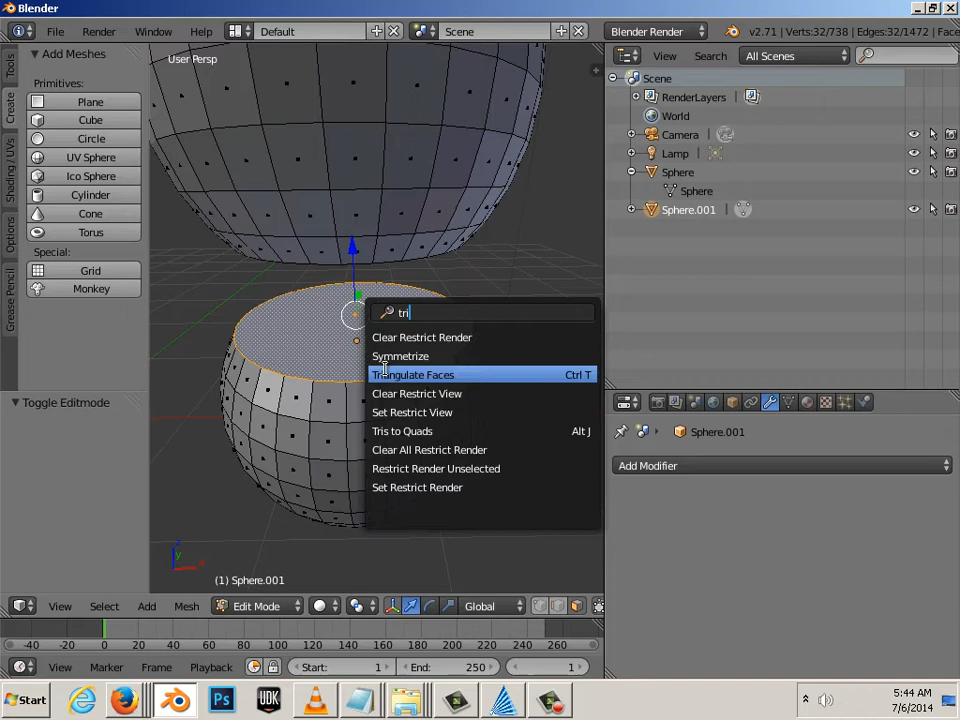 Blender
File Render Window Help Default Scene Blender Render v2.71 | Verts:32/738 | Edges:32/1472 | Face
Add Meshes
Primitives:
Plane
Cube
Circle
UV Sphere
Ico Sphere
Cylinder
Cone
Torus
Special:
Grid
Monkey
Toggle Editmode
Tools
Create
Shading / UVs
Options
Grease Pencil
User Persp
tri
Clear Restrict Render
Symmetrize
Triangulate Faces Ctrl T
Clear Restrict View
Set Restrict View
Tris to Quads Alt J
Clear All Restrict Render
Restrict Render Unselected
Set Restrict Render
(1) Sphere.001
z
y
x
View Search All Scenes
Scene
RenderLayers
World
Camera
Lamp
Sphere
Sphere
Sphere.001
Sphere.001
Add Modifier
View Select Add Mesh Edit Mode Global
-40 -20 0 20 40 60 80 100 120 140 160 180 200 220 240 260 280
View Marker Frame Playback Start: 1 End: 250 1
Start Ps UDK 5:44 AM
7/6/2014